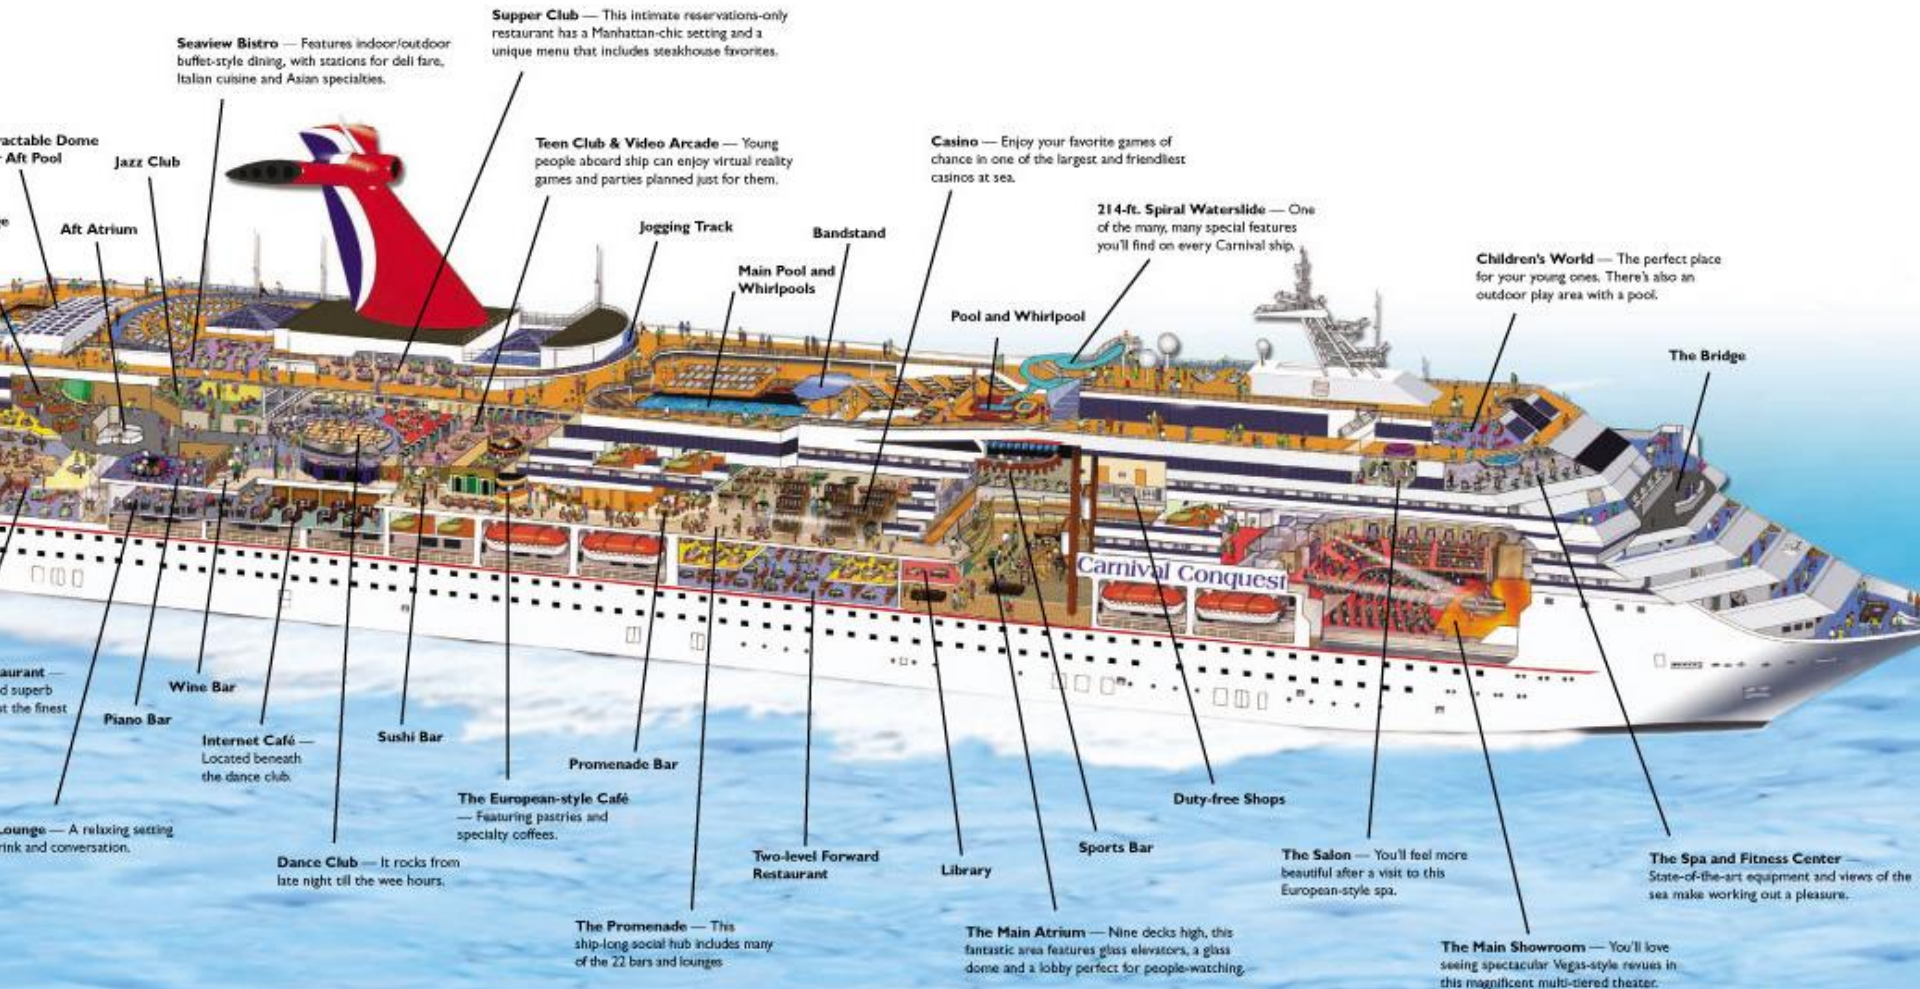 Supper Club — This intimate reservations-only
restaurant has a Manhattan-chic setting and a
unique menu that includes steakhouse favorites.
Seaview Bistro — Features indoor/outdoor
buffet-style dining, with stations for deli fare,
Italian cuisine and Asian specialties.
ractable Dome
Aft Pool
Jazz Club
Teen Club & Video Arcade — Young
people aboard ship can enjoy virtual reality
games and parties planned just for them.
Casino — Enjoy your favorite games of
chance in one of the largest and friendliest
casinos at sea.
Aft Atrium
Jogging Track
Bandstand
214-ft. Spiral Waterslide — One
of the many, many special features
you'll find on every Carnival ship.
Main Pool and
Whirlpools
Children's World — The perfect place
for your young ones. There's also an
outdoor play area with a pool.
Pool and Whirlpool
The Bridge
Carnival Conquest
aurant —
d superb
st the finest
Wine Bar
Piano Bar
Internet Café —
Located beneath
the dance club.
Sushi Bar
Promenade Bar
The European-style Café
— Featuring pastries and
specialty coffees.
Duty-free Shops
Lounge — A relaxing setting
rink and conversation.
Dance Club — It rocks from
late night till the wee hours.
Two-level Forward
Restaurant
Library
Sports Bar
The Salon — You'll feel more
beautiful after a visit to this
European-style spa.
The Spa and Fitness Center —
State-of-the-art equipment and views of the
sea make working out a pleasure.
The Promenade — This
ship-long social hub includes many
of the 22 bars and lounges
The Main Atrium — Nine decks high, this
fantastic area features glass elevators, a glass
dome and a lobby perfect for people-watching.
The Main Showroom — You'll love
seeing spectacular Vegas-style revues in
this magnificent multi-tiered theater.